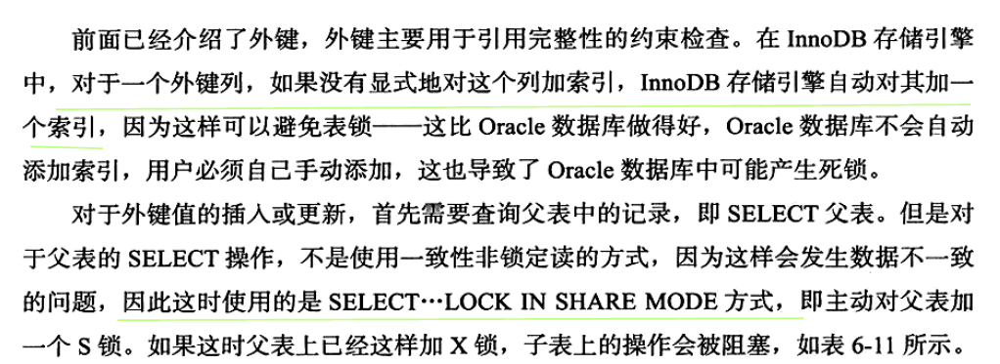 前面已经介绍了外键，外键主要用于引用完整性的约束检查。在 InnoDB 存储引擎
中，对于一个外键列，如果没有显式地对这个列加索引，InnoDB 存储引擎自动对其加一
个索引，因为这样可以避免表锁——这比 Oracle 数据库做得好，Oracle 数据库不会自动
添加索引，用户必须自己手动添加，这也导致了 Oracle 数据库中可能产生死锁。
对于外键值的插入或更新，首先需要查询父表中的记录，即 SELECT 父表。但是对
于父表的 SELECT 操作，不是使用一致性非锁定读的方式，因为这样会发生数据不一致
的问题，因此这时使用的是 SELECT…LOCK IN SHARE MODE 方式，即主动对父表加
一个 S 锁。如果这时父表上已经这样加 X 锁，子表上的操作会被阻塞，如表 6-11 所示。